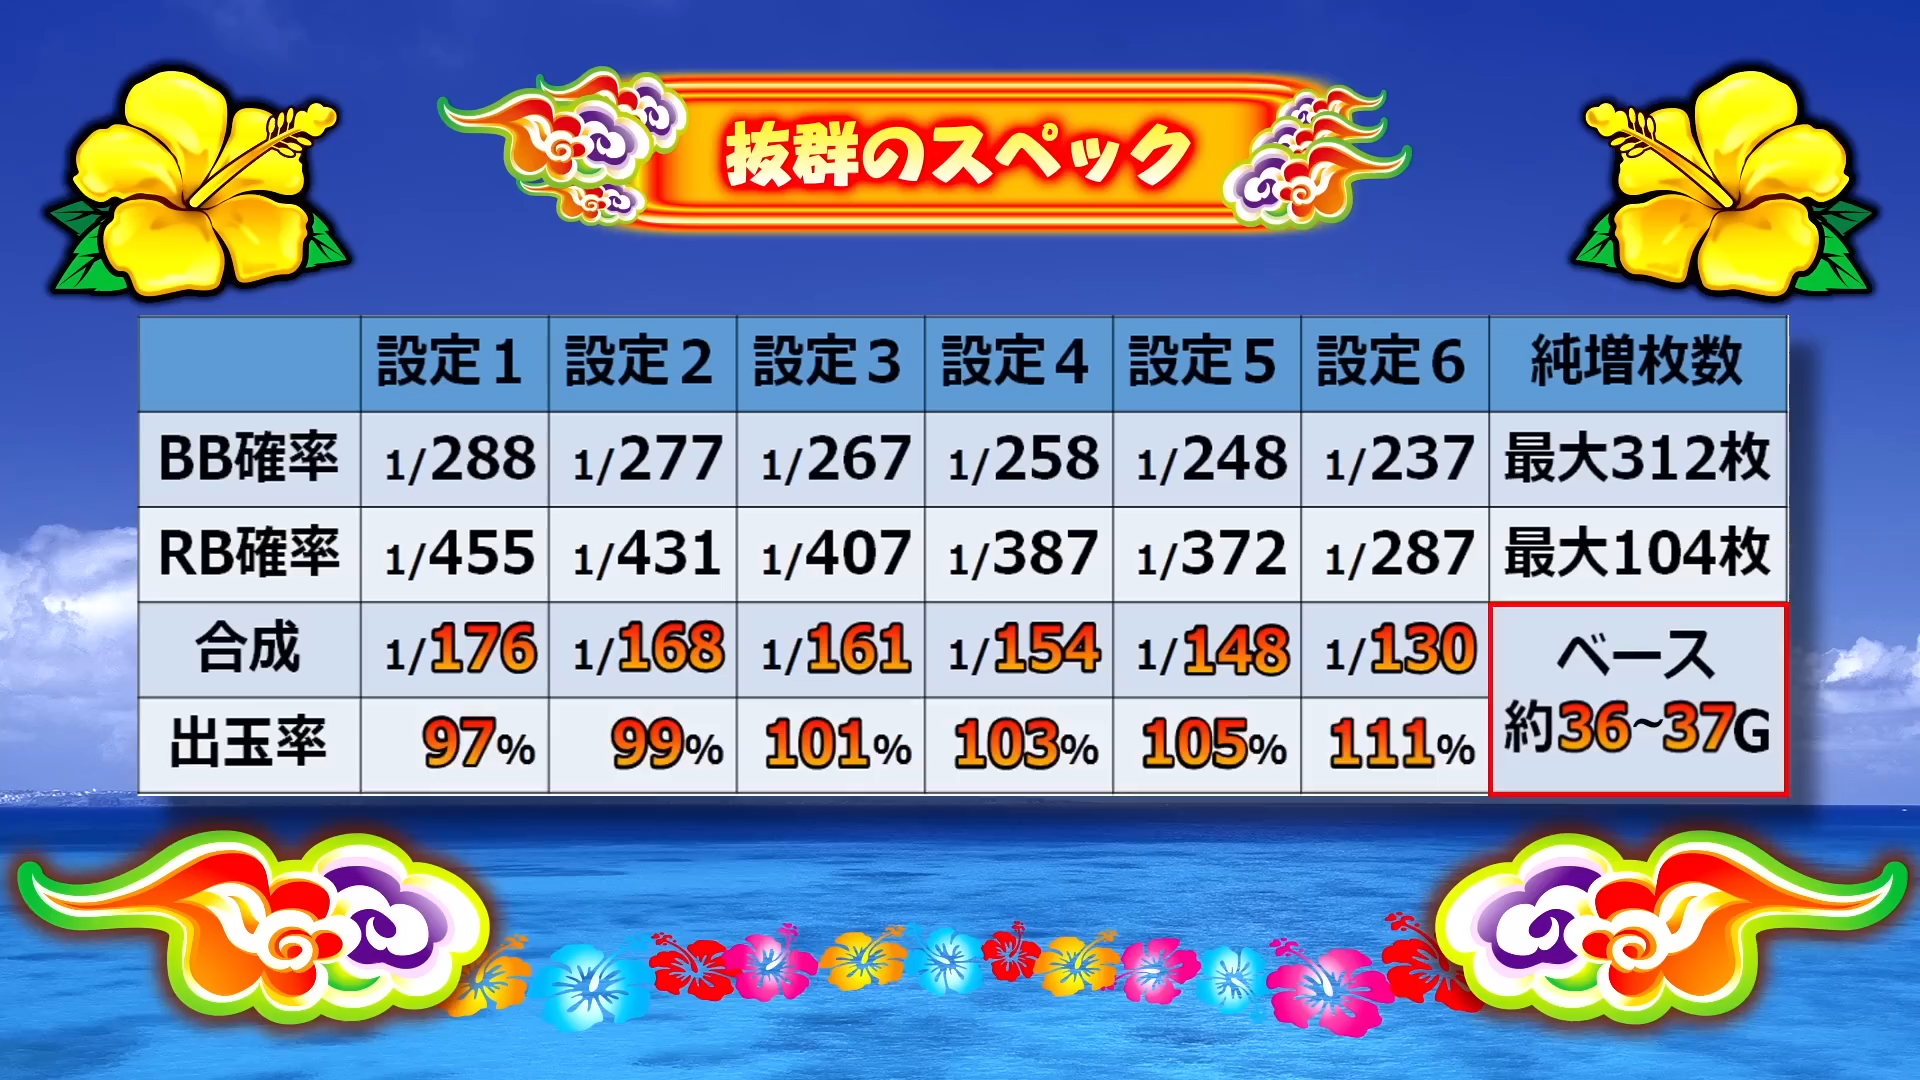 抜群のスペック
設定1 設定2 設定3 設定4 設定5 設定6 純増枚数
BB確率 1/288 1/277 1/267 1/258 1/248 1/237 最大312枚
RB確率 1/455 1/431 1/407 1/387 1/372 1/287 最大104枚
合成 1/176 1/168 1/161 1/154 1/148 1/130 ベース
出玉率 97% 99% 101% 103% 105% 111% 約36~37G